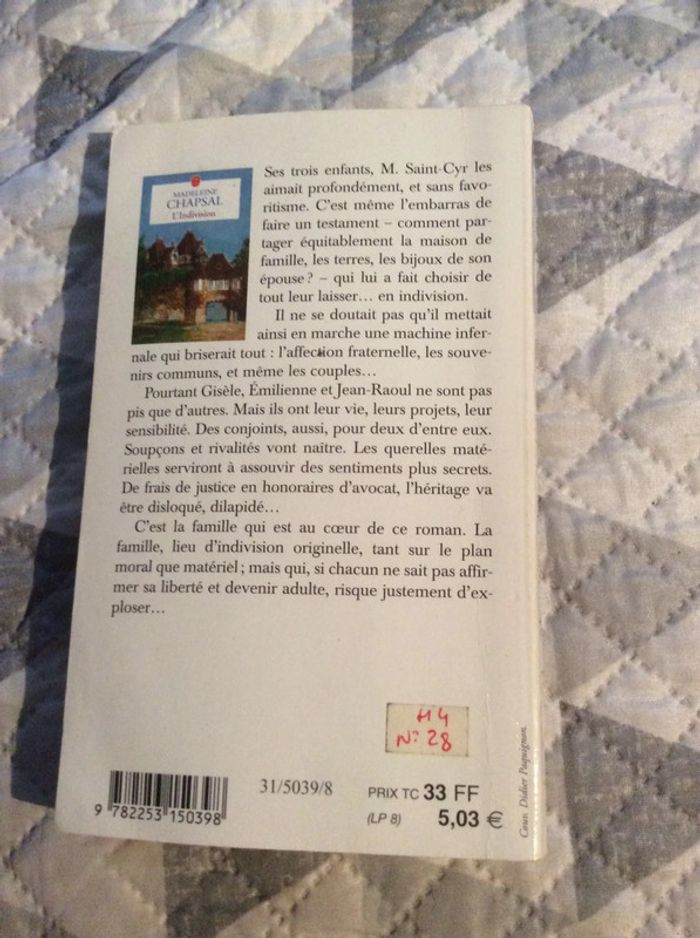 MADELEINE
CHAPSAL
L'Indivision
Ses trois enfants, M. Saint-Cyr les
aimait profondément, et sans favo-
ritisme. C'est même l'embarras de
faire un testament – comment par-
tager équitablement la maison de
famille, les terres, les bijoux de son
épouse ? – qui lui a fait choisir de
tout leur laisser… en indivision.
Il ne se doutait pas qu'il mettait
ainsi en marche une machine infer-
nale qui briserait tout : l'affection fraternelle, les souve-
nirs communs, et même les couples…
Pourtant Gisèle, Émilienne et Jean-Raoul ne sont pas
pis que d'autres. Mais ils ont leur vie, leurs projets, leur
sensibilité. Des conjoints, aussi, pour deux d'entre eux.
Soupçons et rivalités vont naître. Les querelles maté-
rielles serviront à assouvir des sentiments plus secrets.
De frais de justice en honoraires d'avocat, l'héritage va
être disloqué, dilapidé…
C'est la famille qui est au cœur de ce roman. La
famille, lieu d'indivision originelle, tant sur le plan
moral que matériel ; mais qui, si chacun ne sait pas affir-
mer sa liberté et devenir adulte, risque justement d'ex-
ploser…
H4
N° 28
31/5039/8
PRIX TC 33 FF
(LP 8) 5,03 €
9 782253 150398
Couv. Didier Paquignon.